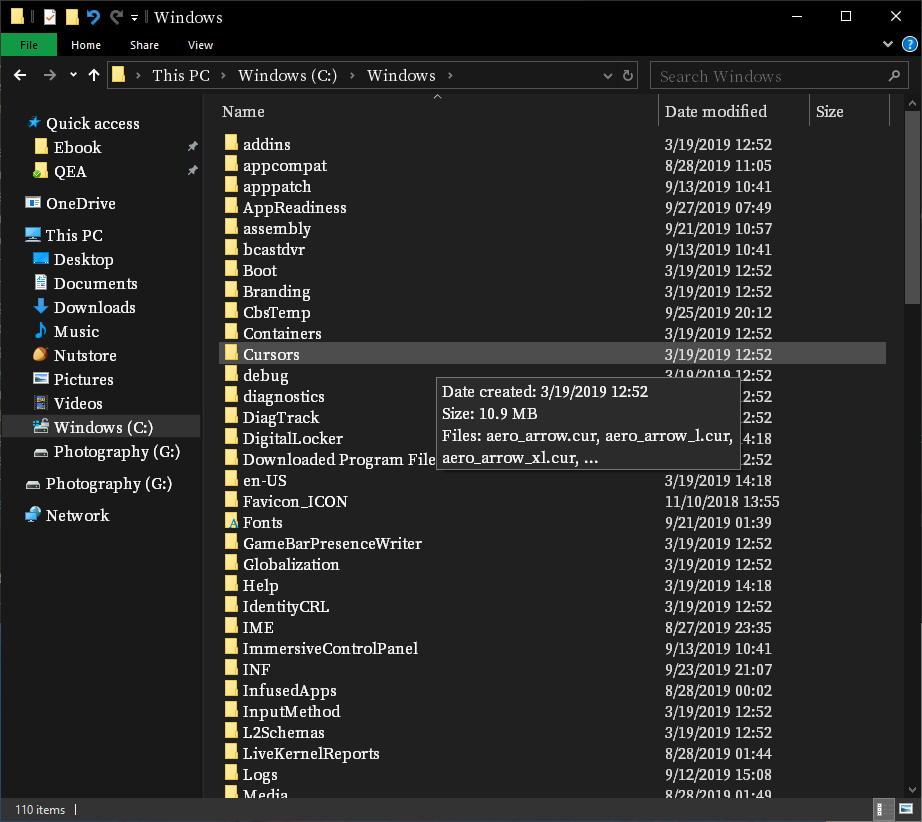 Windows
File Home Share View
This PC > Windows (C:) > Windows >
Search Windows
Name Date modified Size
Quick access
Ebook
QEA
OneDrive
This PC
Desktop
Documents
Downloads
Music
Nutstore
Pictures
Videos
Windows (C:)
Photography (G:)
Photography (G:)
Network
addins 3/19/2019 12:52
appcompat 8/28/2019 11:05
apppatch 9/13/2019 10:41
AppReadiness 9/27/2019 07:49
assembly 9/21/2019 10:57
bcastdvr 9/13/2019 10:41
Boot 3/19/2019 12:52
Branding 3/19/2019 12:52
CbsTemp 9/25/2019 20:12
Containers 3/19/2019 12:52
Cursors 3/19/2019 12:52
debug 3/19/2019 12:52
diagnostics 2:52
DiagTrack 2:52
DigitalLocker 4:18
Downloaded Program File 2:52
Date created: 3/19/2019 12:52
Size: 10.9 MB
Files: aero_arrow.cur, aero_arrow_l.cur,
aero_arrow_xl.cur, ...
en-US 3/19/2019 14:18
Favicon_ICON 11/10/2018 13:55
Fonts 9/21/2019 01:39
GameBarPresenceWriter 3/19/2019 12:52
Globalization 3/19/2019 12:52
Help 3/19/2019 14:18
IdentityCRL 3/19/2019 12:52
IME 8/27/2019 23:35
ImmersiveControlPanel 9/13/2019 10:41
INF 9/23/2019 21:07
InfusedApps 8/28/2019 00:02
InputMethod 3/19/2019 12:52
L2Schemas 3/19/2019 12:52
LiveKernelReports 8/28/2019 01:44
Logs 9/12/2019 15:08
Media 8/28/2019 01:49
110 items